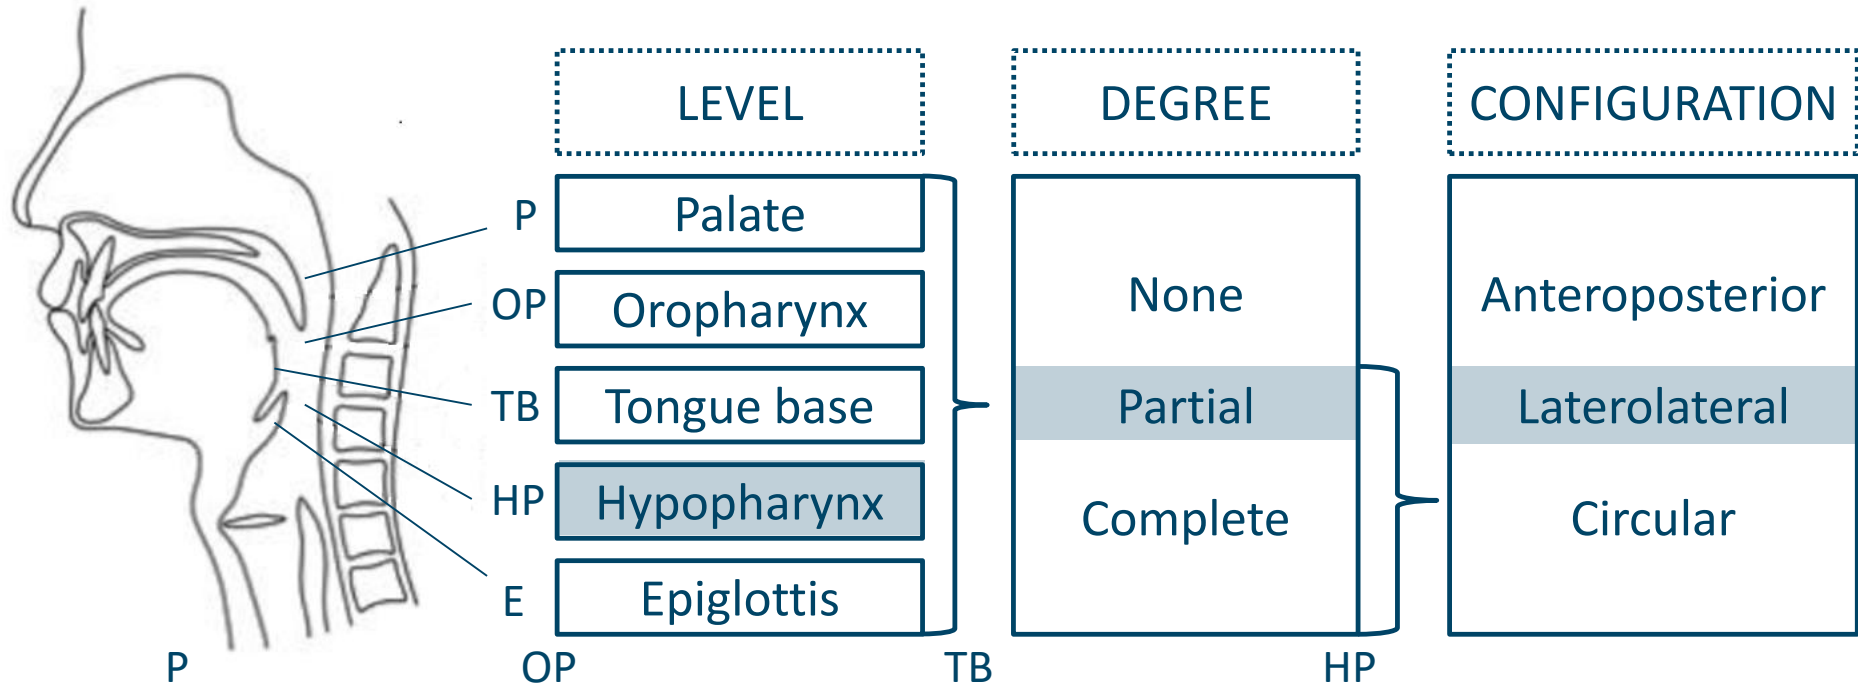 LEVEL DEGREE CONFIGURATION
P Palate
OP Oropharynx None Anteroposterior
TB Tongue base Partial Laterolateral
HP Hypopharynx Complete Circular
E Epiglottis
P OP TB HP